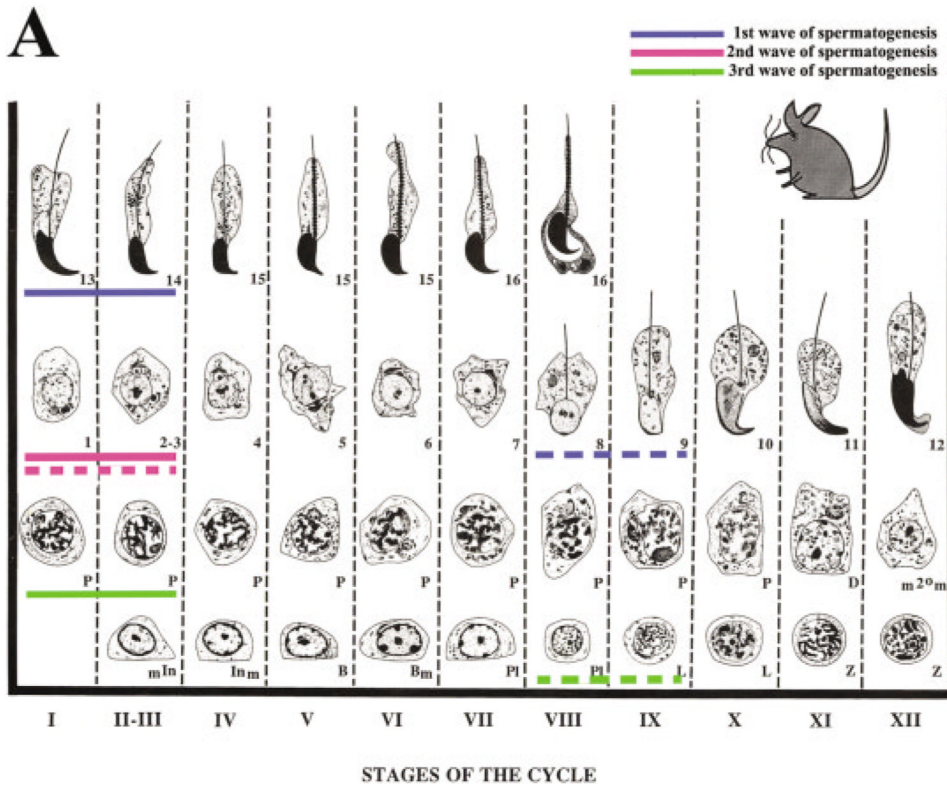 A
1st wave of spermatogenesis
2nd wave of spermatogenesis
3rd wave of spermatogenesis
13 14 15 15 15 16 16
1 2-3 4 5 6 7 8 9 10 11 12
P P P P P P P P P D m2°m
mIn Inm B Bm Pl Pl L L Z Z
I II-III IV V VI VII VIII IX X XI XII
STAGES OF THE CYCLE